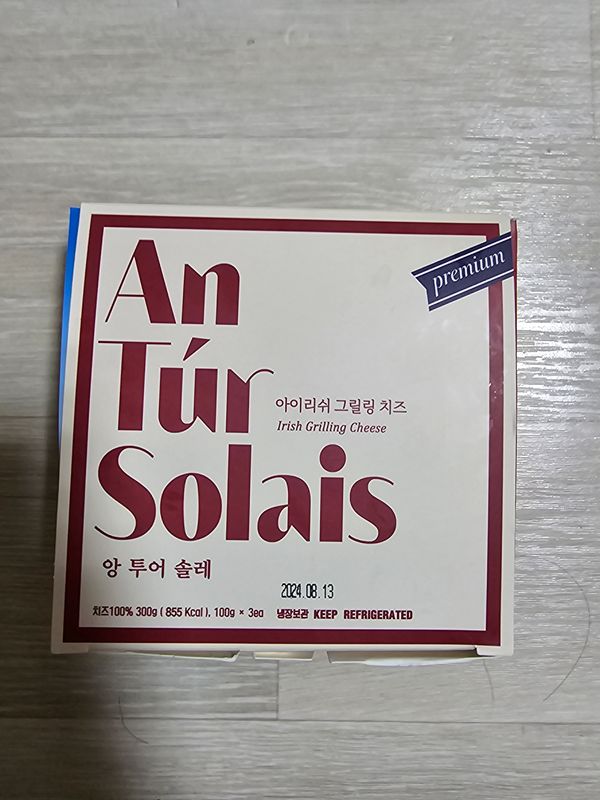 An
Túr
Solais
premium
아이리쉬 그릴링 치즈
Irish Grilling Cheese
앙 투어 솔레
2024.08.13
치즈100% 300g ( 855 Kcal ), 100g × 3ea 냉장보관 KEEP REFRIGERATED